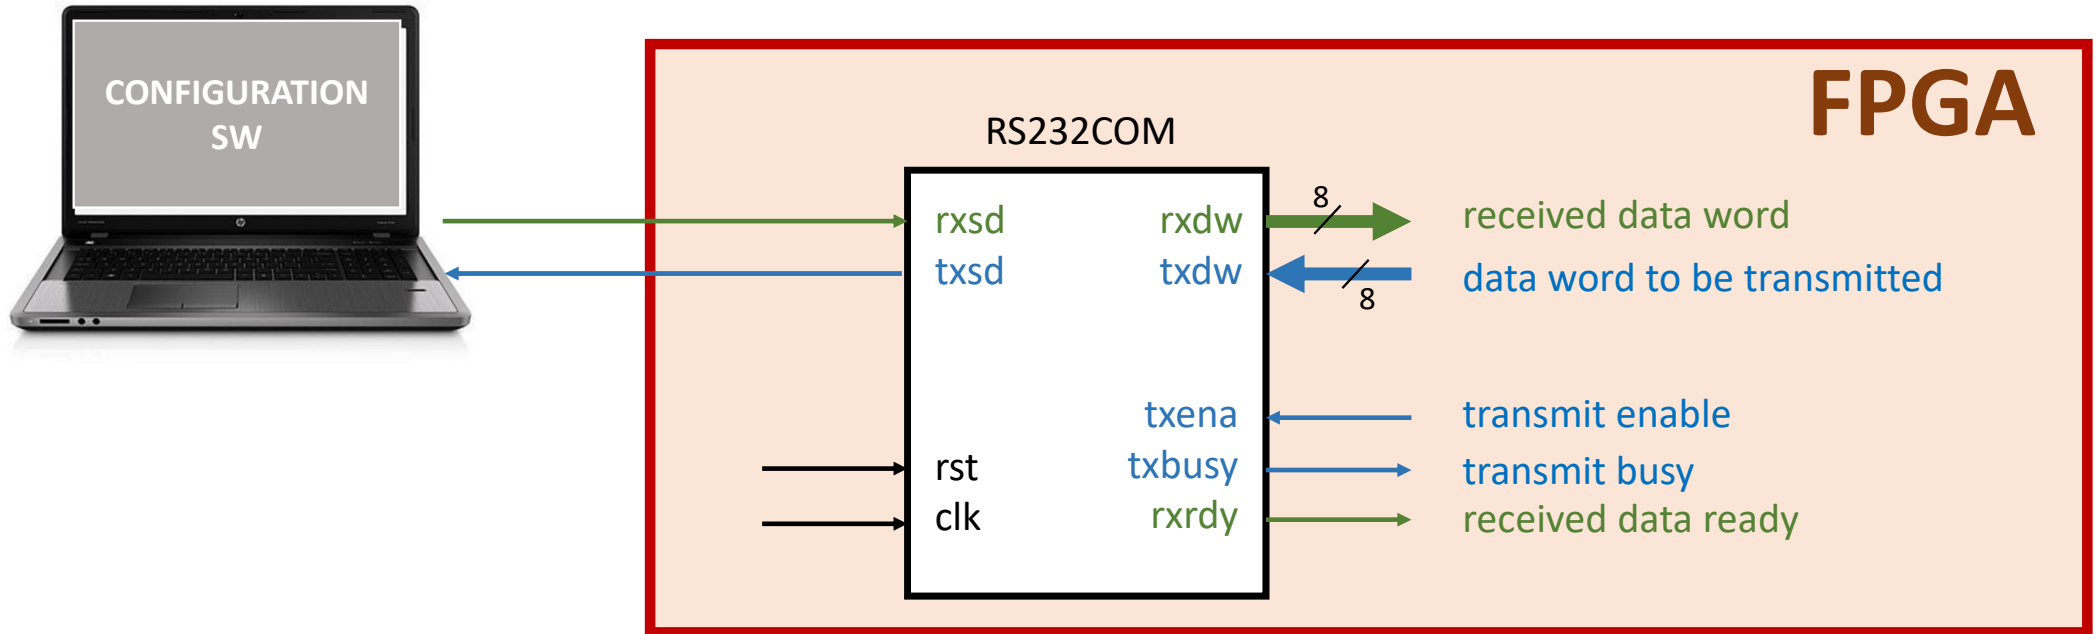 CONFIGURATION
SW
FPGA
RS232COM
rxsd
rxdw
8
received data word
txsd
txdw
8
data word to be transmitted
txena
transmit enable
rst
txbusy
transmit busy
clk
rxrdy
received data ready